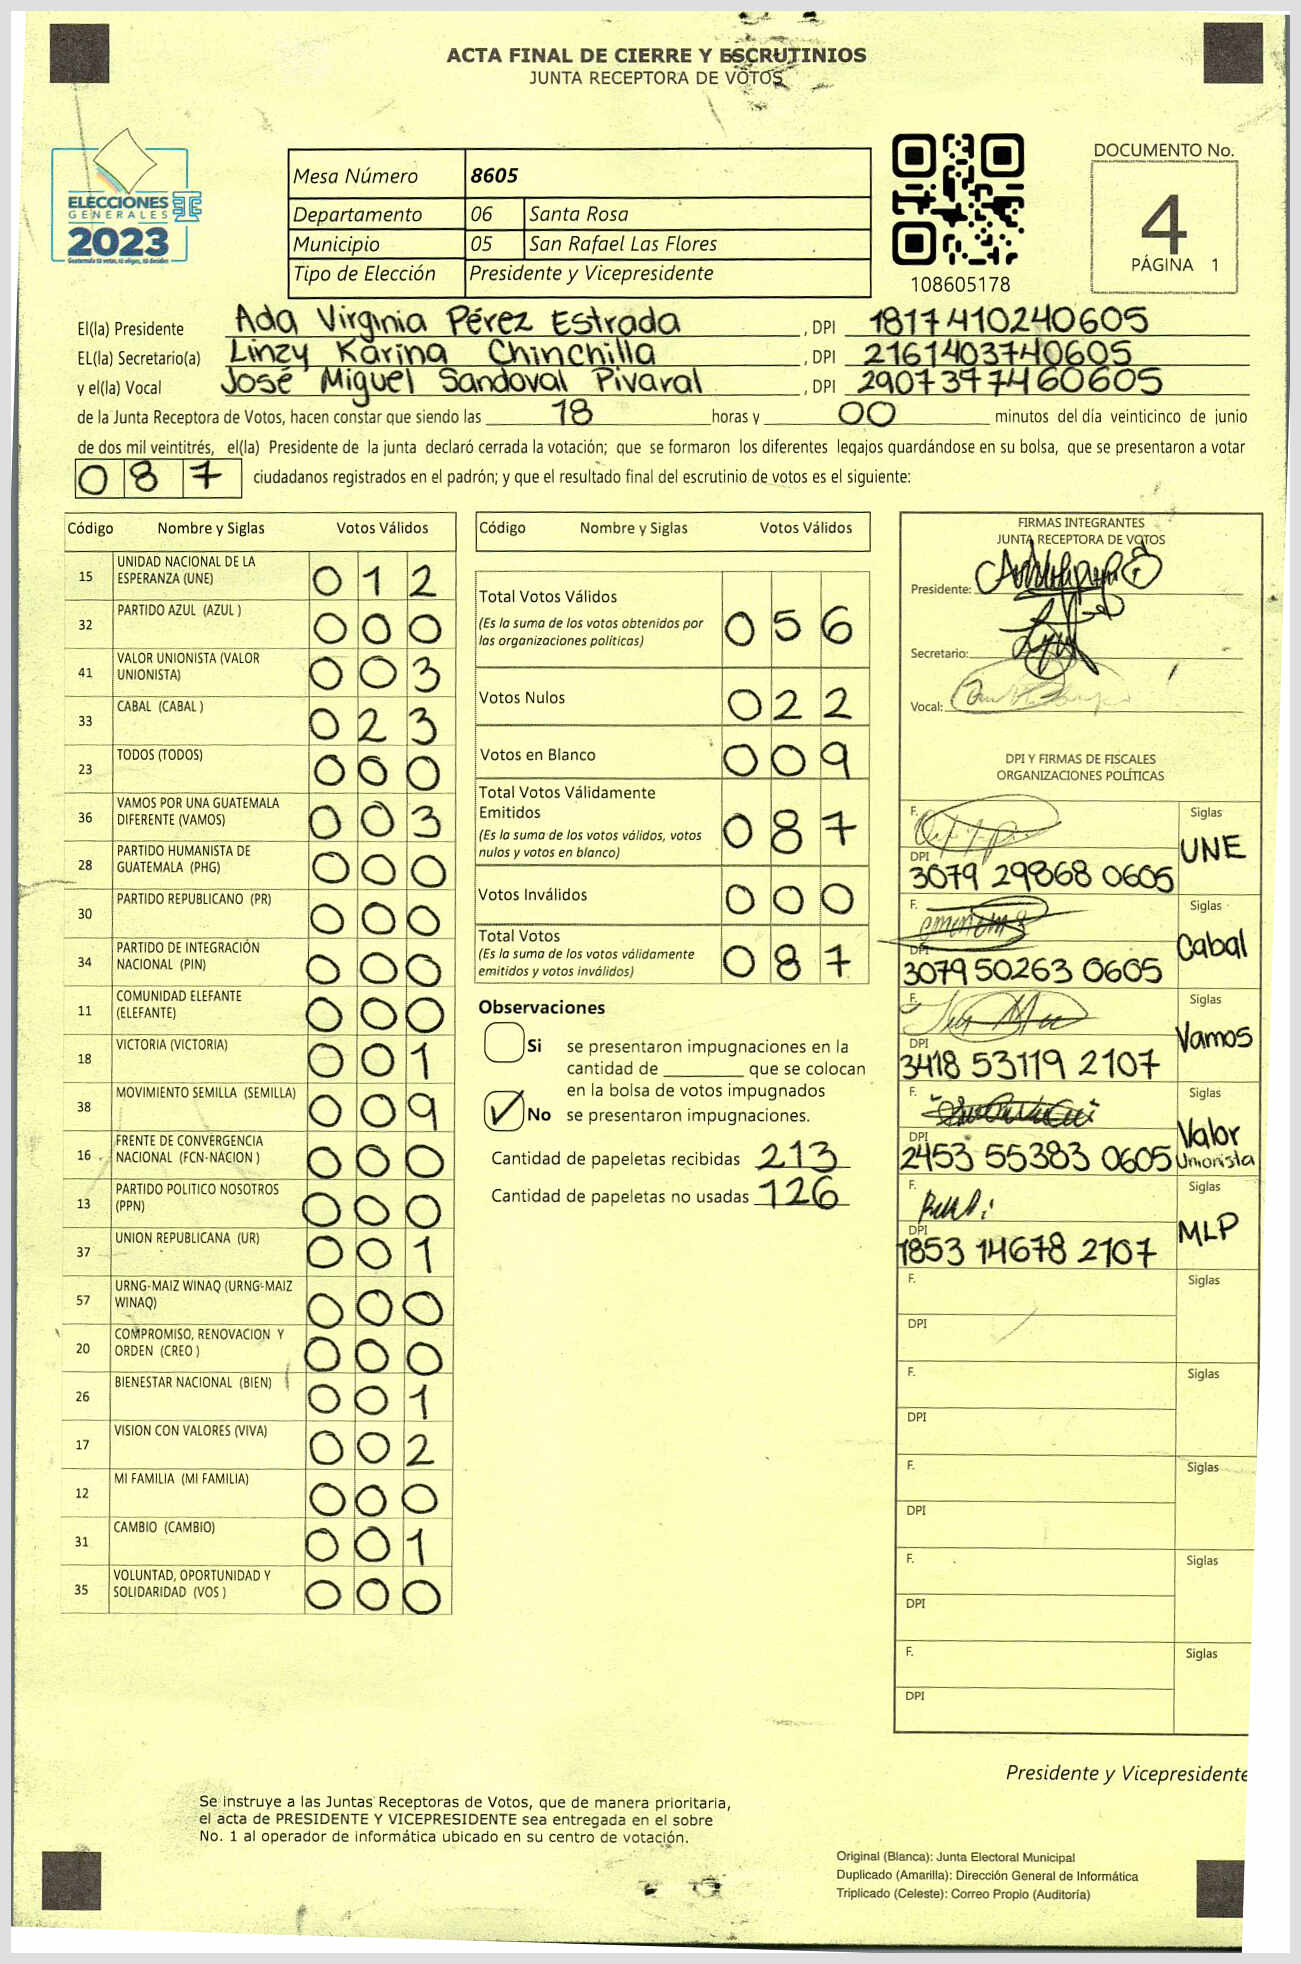 ACTA FINAL DE CIERRE Y ESCRUTINIOS
JUNTA RECEPTORA DE VOTOS
ELECCIONES
GENERALES
2023
Mesa Número 8605
Departamento 06 Santa Rosa
Municipio 05 San Rafael Las Flores
Tipo de Elección Presidente y Vicepresidente
108605178
DOCUMENTO No.
4
PÁGINA 1
El(la) Presidente Ada Virginia Pérez Estrada , DPI 1817410240605
EL(la) Secretario(a) Linzy Karina Chinchilla , DPI 2161403740605
y el(la) Vocal José Miguel Sandoval Pivaral , DPI 2907377460605
de la Junta Receptora de Votos, hacen constar que siendo las 18 horas y 00 minutos del día veinticinco de junio
de dos mil veintitrés, el(la) Presidente de la junta declaró cerrada la votación; que se formaron los diferentes legajos guardándose en su bolsa, que se presentaron a votar
087 ciudadanos registrados en el padrón; y que el resultado final del escrutinio de votos es el siguiente:
Código Nombre y Siglas Votos Válidos
15 UNIDAD NACIONAL DE LA ESPERANZA (UNE) 012
32 PARTIDO AZUL (AZUL ) 000
41 VALOR UNIONISTA (VALOR UNIONISTA) 003
33 CABAL (CABAL ) 023
23 TODOS (TODOS) 000
36 VAMOS POR UNA GUATEMALA DIFERENTE (VAMOS) 003
28 PARTIDO HUMANISTA DE GUATEMALA (PHG) 000
30 PARTIDO REPUBLICANO (PR) 000
34 PARTIDO DE INTEGRACIÓN NACIONAL (PIN) 000
11 COMUNIDAD ELEFANTE (ELEFANTE) 000
18 VICTORIA (VICTORIA) 001
38 MOVIMIENTO SEMILLA (SEMILLA) 009
16 FRENTE DE CONVERGENCIA NACIONAL (FCN-NACION ) 000
13 PARTIDO POLITICO NOSOTROS (PPN) 000
37 UNION REPUBLICANA (UR) 001
57 URNG-MAIZ WINAQ (URNG-MAIZ WINAQ) 000
20 COMPROMISO, RENOVACION Y ORDEN (CREO ) 000
26 BIENESTAR NACIONAL (BIEN) 001
17 VISION CON VALORES (VIVA) 002
12 MI FAMILIA (MI FAMILIA) 000
31 CAMBIO (CAMBIO) 001
35 VOLUNTAD, OPORTUNIDAD Y SOLIDARIDAD (VOS ) 000
Código Nombre y Siglas Votos Válidos
Total Votos Válidos 056
(Es la suma de los votos obtenidos por
las organizaciones políticas)
Votos Nulos 022
Votos en Blanco 009
Total Votos Válidamente
Emitidos 087
(Es la suma de los votos válidos, votos
nulos y votos en blanco)
Votos Inválidos 000
Total Votos 087
(Es la suma de los votos válidamente
emitidos y votos inválidos)
Observaciones
Si se presentaron impugnaciones en la
cantidad de ________ que se colocan
en la bolsa de votos impugnados
No se presentaron impugnaciones.
Cantidad de papeletas recibidas 213
Cantidad de papeletas no usadas 126
FIRMAS INTEGRANTES
JUNTA RECEPTORA DE VOTOS
Presidente:
Secretario:
Vocal:
DPI Y FIRMAS DE FISCALES
ORGANIZACIONES POLÍTICAS
F. Siglas
UNE
DPI
3079 29868 0605
F. Siglas
Cabal
DPI
3079 50263 0605
F. Siglas
Vamos
DPI
3418 53119 2107
F. Siglas
Valor
Unionista
DPI
2453 55383 0605
F. Siglas
MLP
DPI
1853 14678 2107
F. Siglas
DPI
F. Siglas
DPI
F. Siglas
DPI
F. Siglas
DPI
F. Siglas
DPI
Presidente y Vicepresidente
Se instruye a las Juntas Receptoras de Votos, que de manera prioritaria,
el acta de PRESIDENTE Y VICEPRESIDENTE sea entregada en el sobre
No. 1 al operador de informática ubicado en su centro de votación.
Original (Blanca): Junta Electoral Municipal
Duplicado (Amarilla): Dirección General de Informática
Triplicado (Celeste): Correo Propio (Auditoría)